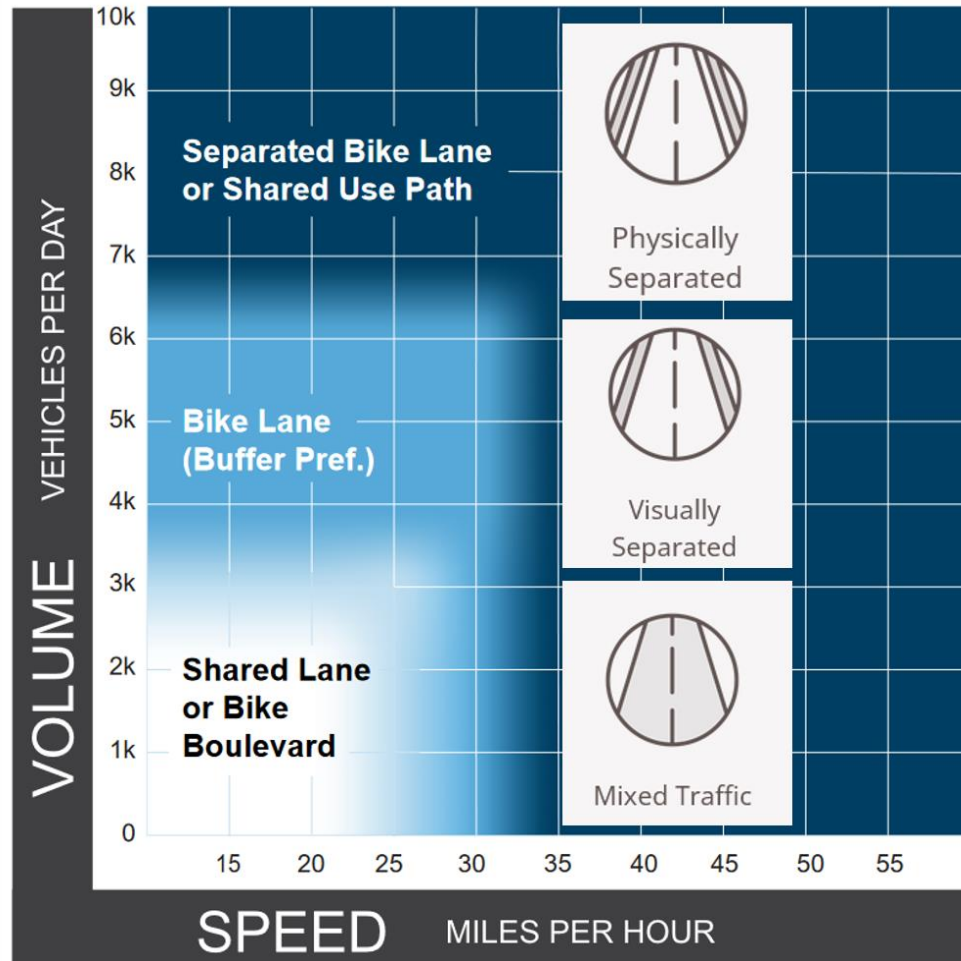 10k
9k
8k
7k
6k
5k
4k
3k
2k
1k
0
VOLUME VEHICLES PER DAY
Separated Bike Lane
or Shared Use Path
Bike Lane
(Buffer Pref.)
Shared Lane
or Bike
Boulevard
Physically
Separated
Visually
Separated
Mixed Traffic
15 20 25 30 35 40 45 50 55
SPEED MILES PER HOUR